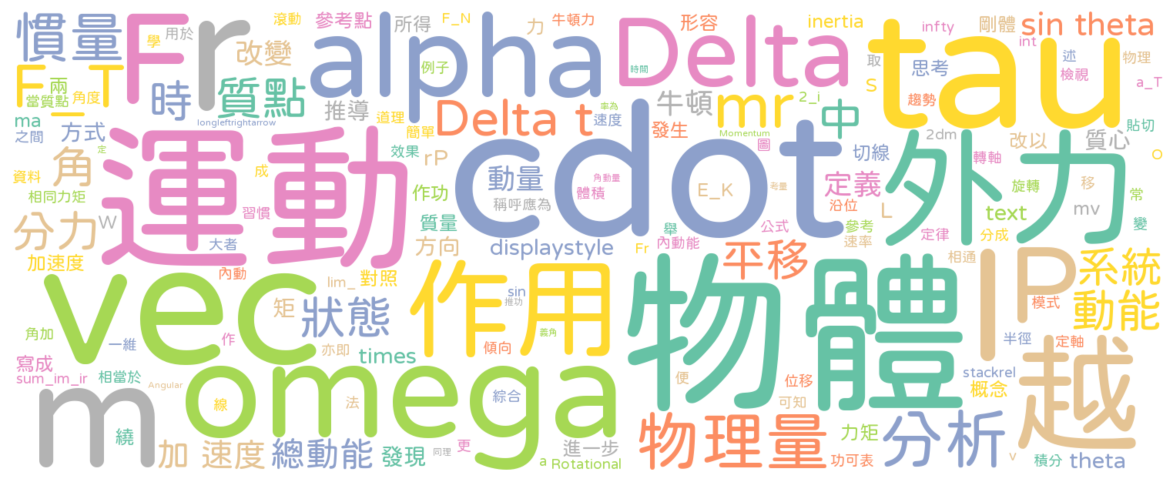 慣量 Fr 滾動 參考點 所得 F_N 力 牛頓力 形容 Delta inertia infty 剛體 sin theta
F_T 學 用於 改變 alpha 例子 時間 tau int 述 物理
兩 當質點 角度 時 質點 推導 道理 率為 牛頓 mr 2_i 中 取 S 思考 趨勢 檢視 a_T
ma 之間 方式 longleftrightarrow 簡單 Delta t 速度 發生 Momentum 圖 2dm 改以 質心 貼切
角 定 運動 效果 rP cdot 角動量 體積 切線 外力 轉軸 O
資料 相同力矩 成 作功 動量 稱呼應為 E_K 考量 定義 L 旋轉 移 常
分力 W 習慣 質量 沿位 text mv 變
大者 方向 displaystyle Fr 舉 公式 參考 速率 定律 分成
加速度 內動 lim_ 對照 內動能 平移 相通 IP 系統
vec 矩 作用 sin 推功 物體 模式 動能
角加 一維 作 狀態 亦即 傾向 義角 半徑 定軸
寫成 sum_im_ir 相當於 times omega 位移 便 stackrel 越
m Angular 線 法 綜合 可知 概念
繞 更 進一步 物理量 力矩 分析
加 速度 總動能 發現 同理 a Rotational 功可表 v 積分 theta